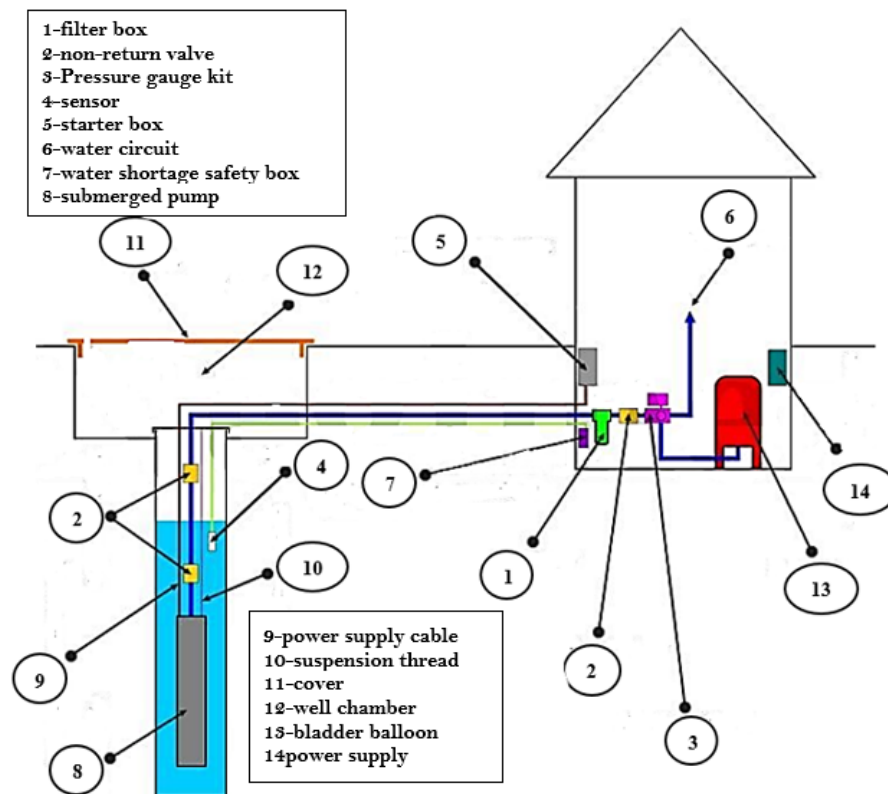 1-filter box
2-non-return valve
3-Pressure gauge kit
4-sensor
5-starter box
6-water circuit
7-water shortage safety box
8-submerged pump
11
12
5
6
2
4
7
14
10
1
13
9
2
3
8
9-power supply cable
10-suspension thread
11-cover
12-well chamber
13-bladder balloon
14power supply